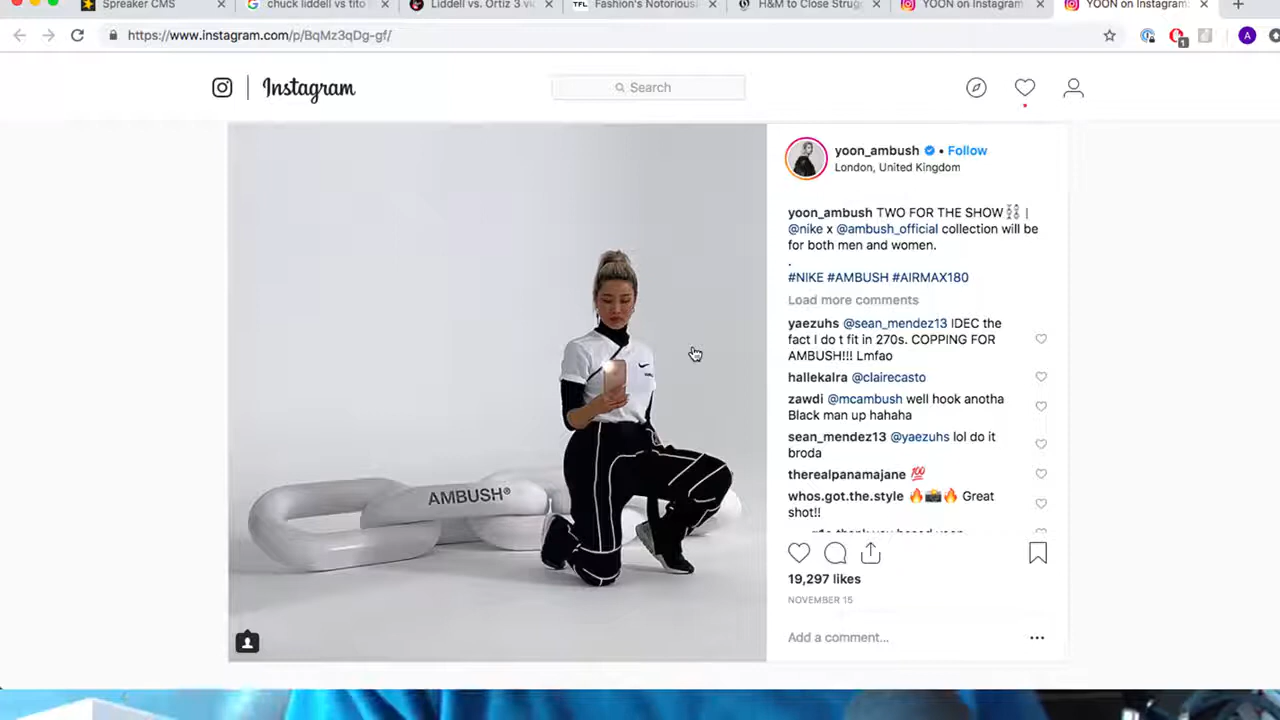 Spreaker CMS
chuck liddell vs tito
Liddell vs. Ortiz 3 vi
TFL
Fashion's Notorious
H&M to Close Strug
YOON on Instagram
YOON on Instagram:
https://www.instagram.com/p/BqMz3qDg-gf/
1
A
Instagram
Search
AMBUSH®
yoon_ambush • Follow
London, United Kingdom
yoon_ambush TWO FOR THE SHOW⛓⛓ |
@nike x @ambush_official collection will be
for both men and women.
.
#NIKE #AMBUSH #AIRMAX180
Load more comments
yaezuhs @sean_mendez13 IDEC the
fact I do t fit in 270s. COPPING FOR
AMBUSH!!! Lmfao
hallekalra @clairecasto
zawdi @mcambush well hook anotha
Black man up hahaha
sean_mendez13 @yaezuhs lol do it
broda
therealpanamajane 💯
whos.got.the.style 🔥📸🔥 Great
shot!!
19,297 likes
NOVEMBER 15
Add a comment...